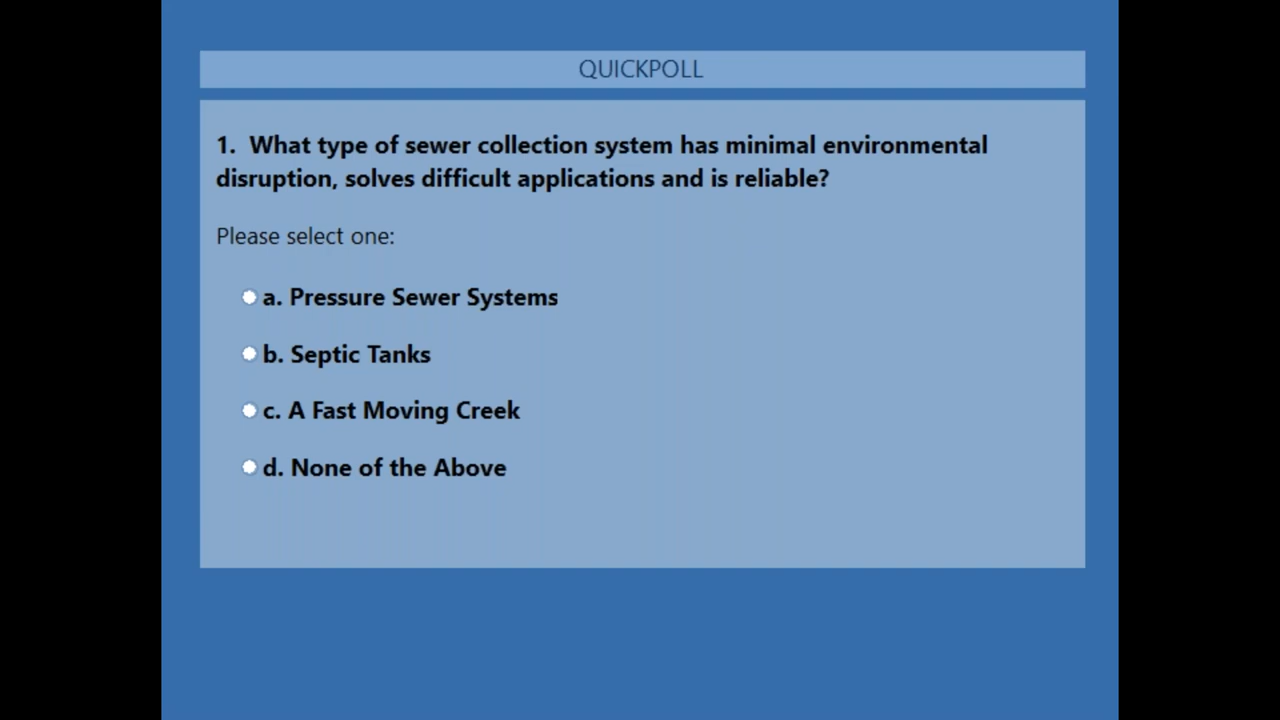 QUICKPOLL
1. What type of sewer collection system has minimal environmental
disruption, solves difficult applications and is reliable?
Please select one:
a. Pressure Sewer Systems
b. Septic Tanks
c. A Fast Moving Creek
d. None of the Above